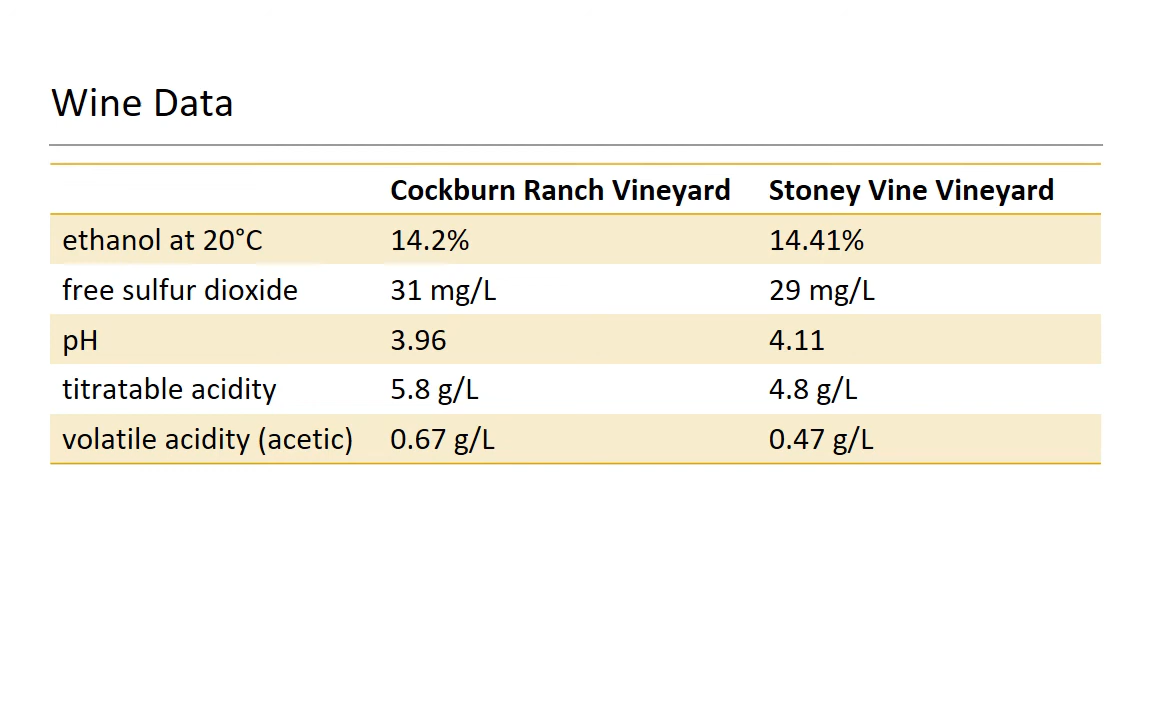 Wine Data
Cockburn Ranch Vineyard Stoney Vine Vineyard
ethanol at 20°C 14.2% 14.41%
free sulfur dioxide 31 mg/L 29 mg/L
pH 3.96 4.11
titratable acidity 5.8 g/L 4.8 g/L
volatile acidity (acetic) 0.67 g/L 0.47 g/L